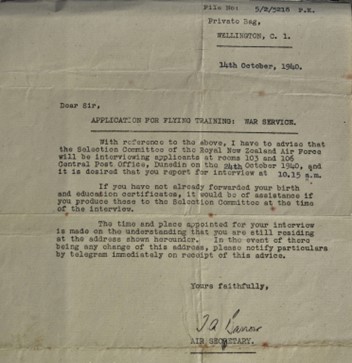 File No: 5/2/3218 P.E.
Private Bag,
WELLINGTON, C. 1.
14th October, 1940.
Dear Sir,
APPLICATION FOR FLYING TRAINING: WAR SERVICE.
With reference to the above, I have to advise that
the Selection Committee of the Royal New Zealand Air Force
will be interviewing applicants at rooms 103 and 106
Central Post Office, Dunedin on the 24th October 1940, and
it is desired that you report for interview at 10.15 a.m.
If you have not already forwarded your birth
and education certificates, it would be of assistance if
you produce these to the Selection Committee at the time
of the interview.
The time and place appointed for your interview
is made on the understanding that you are still residing
at the address shown hereunder. In the event of there
being any change of this address, please notify particulars
by telegram immediately on receipt of this advice.
Yours faithfully,
AIR SECRETARY.